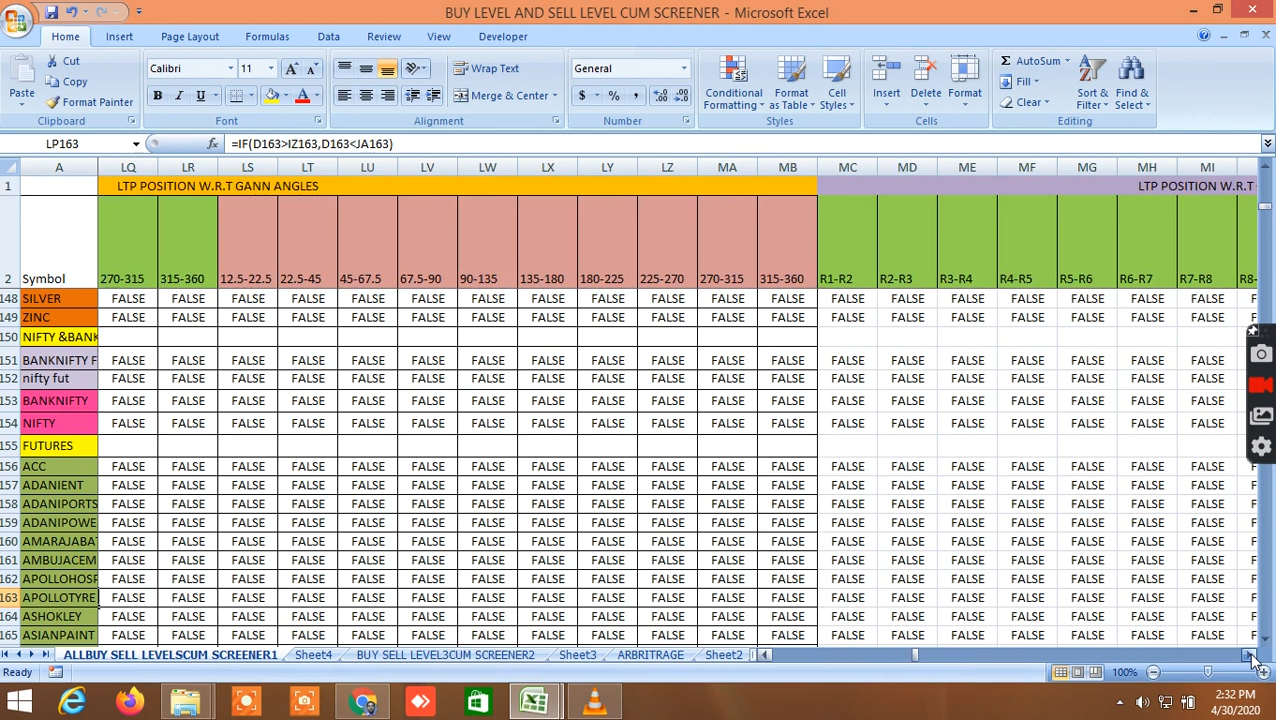 BUY LEVEL AND SELL LEVEL CUM SCREENER - Microsoft Excel
Home Insert Page Layout Formulas Data Review View Developer
Paste Cut Copy Format Painter Clipboard
Calibri 11 B I U A A A Font
Wrap Text Merge & Center Alignment
General $ % , Number
Conditional Formatting Format as Table Cell Styles Styles
Insert Delete Format Cells
Σ AutoSum Fill Clear Sort & Filter Find & Select Editing
LP163 fx =IF(D163>IZ163,D163<JA163)
A LQ LR LS LT LU LV LW LX LY LZ MA MB MC MD ME MF MG MH MI
1 LTP POSITION W.R.T GANN ANGLES LTP POSITION W.R.T
2 Symbol 270-315 315-360 12.5-22.5 22.5-45 45-67.5 67.5-90 90-135 135-180 180-225 225-270 270-315 315-360 R1-R2 R2-R3 R3-R4 R4-R5 R5-R6 R6-R7 R7-R8 R8-
148 SILVER FALSE FALSE FALSE FALSE FALSE FALSE FALSE FALSE FALSE FALSE FALSE FALSE FALSE FALSE FALSE FALSE FALSE FALSE FALSE F
149 ZINC FALSE FALSE FALSE FALSE FALSE FALSE FALSE FALSE FALSE FALSE FALSE FALSE FALSE FALSE FALSE FALSE FALSE FALSE FALSE F
150 NIFTY &BANK
151 BANKNIFTY F FALSE FALSE FALSE FALSE FALSE FALSE FALSE FALSE FALSE FALSE FALSE FALSE FALSE FALSE FALSE FALSE FALSE FALSE FALSE
152 nifty fut FALSE FALSE FALSE FALSE FALSE FALSE FALSE FALSE FALSE FALSE FALSE FALSE FALSE FALSE FALSE FALSE FALSE FALSE FALSE
153 BANKNIFTY FALSE FALSE FALSE FALSE FALSE FALSE FALSE FALSE FALSE FALSE FALSE FALSE FALSE FALSE FALSE FALSE FALSE FALSE FALSE
154 NIFTY FALSE FALSE FALSE FALSE FALSE FALSE FALSE FALSE FALSE FALSE FALSE FALSE FALSE FALSE FALSE FALSE FALSE FALSE FALSE
155 FUTURES
156 ACC FALSE FALSE FALSE FALSE FALSE FALSE FALSE FALSE FALSE FALSE FALSE FALSE FALSE FALSE FALSE FALSE FALSE FALSE FALSE F
157 ADANIENT FALSE FALSE FALSE FALSE FALSE FALSE FALSE FALSE FALSE FALSE FALSE FALSE FALSE FALSE FALSE FALSE FALSE FALSE FALSE F
158 ADANIPORTS FALSE FALSE FALSE FALSE FALSE FALSE FALSE FALSE FALSE FALSE FALSE FALSE FALSE FALSE FALSE FALSE FALSE FALSE FALSE F
159 ADANIPOWE FALSE FALSE FALSE FALSE FALSE FALSE FALSE FALSE FALSE FALSE FALSE FALSE FALSE FALSE FALSE FALSE FALSE FALSE FALSE F
160 AMARAJABA FALSE FALSE FALSE FALSE FALSE FALSE FALSE FALSE FALSE FALSE FALSE FALSE FALSE FALSE FALSE FALSE FALSE FALSE FALSE F
161 AMBUJACEM FALSE FALSE FALSE FALSE FALSE FALSE FALSE FALSE FALSE FALSE FALSE FALSE FALSE FALSE FALSE FALSE FALSE FALSE FALSE F
162 APOLLOHOSP FALSE FALSE FALSE FALSE FALSE FALSE FALSE FALSE FALSE FALSE FALSE FALSE FALSE FALSE FALSE FALSE FALSE FALSE FALSE F
163 APOLLOTYRE FALSE FALSE FALSE FALSE FALSE FALSE FALSE FALSE FALSE FALSE FALSE FALSE FALSE FALSE FALSE FALSE FALSE FALSE FALSE F
164 ASHOKLEY FALSE FALSE FALSE FALSE FALSE FALSE FALSE FALSE FALSE FALSE FALSE FALSE FALSE FALSE FALSE FALSE FALSE FALSE FALSE F
165 ASIANPAINT FALSE FALSE FALSE FALSE FALSE FALSE FALSE FALSE FALSE FALSE FALSE FALSE FALSE FALSE FALSE FALSE FALSE FALSE FALSE F
ALLBUY SELL LEVELSCUM SCREENER1 Sheet4 BUY SELL LEVEL3CUM SCREENER2 Sheet3 ARBRITRAGE Sheet2
Ready 100%
2:32 PM
4/30/2020